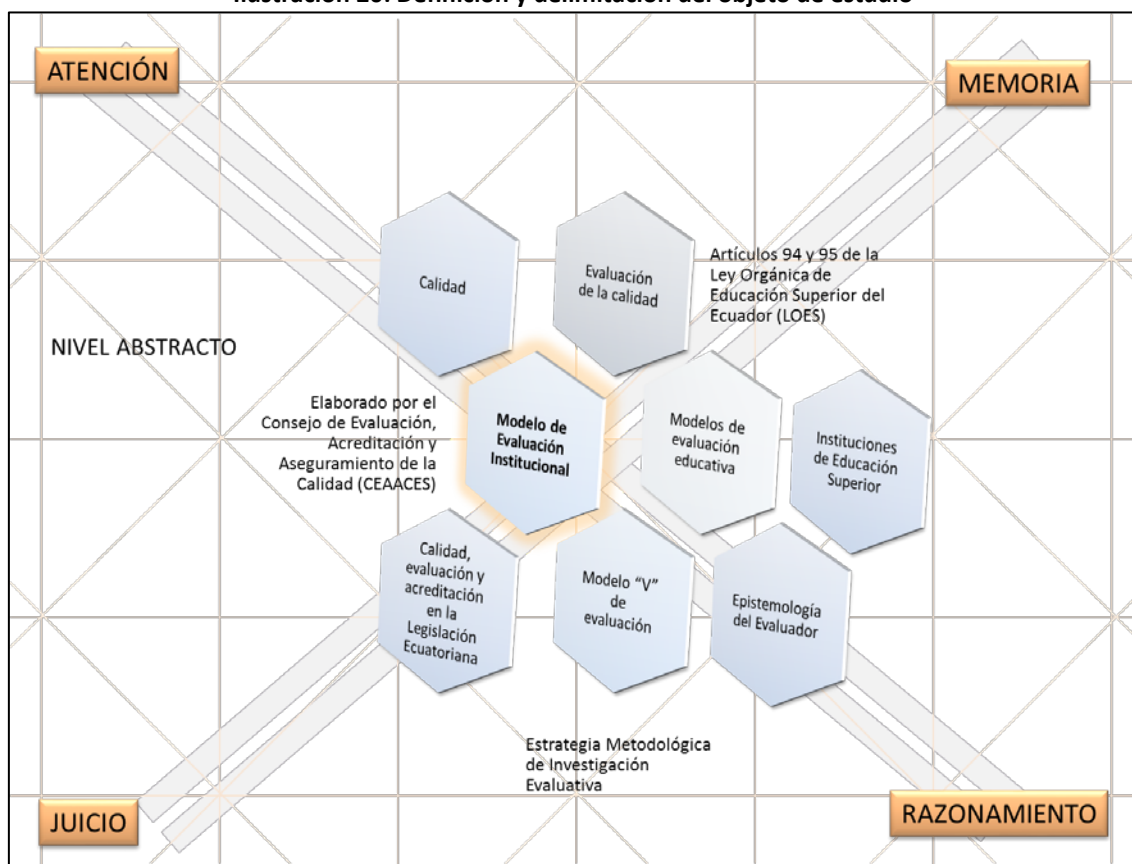 ATENCIÓN
MEMORIA
Calidad
Evaluación
de la calidad
Artículos 94 y 95 de la
Ley Orgánica de
Educación Superior del
Ecuador (LOES)
NIVEL ABSTRACTO
Elaborado por el
Consejo de Evaluación,
Acreditación y
Aseguramiento de la
Calidad (CEAACES)
Modelo de
Evaluación
Institucional
Modelos de
evaluación
educativa
Instituciones
de Educación
Superior
Calidad,
evaluación y
acreditación
en la
Legislación
Ecuatoriana
Modelo “V”
de
evaluación
Epistemología
del Evaluador
Estrategia Metodológica
de Investigación
Evaluativa
JUICIO
RAZONAMIENTO